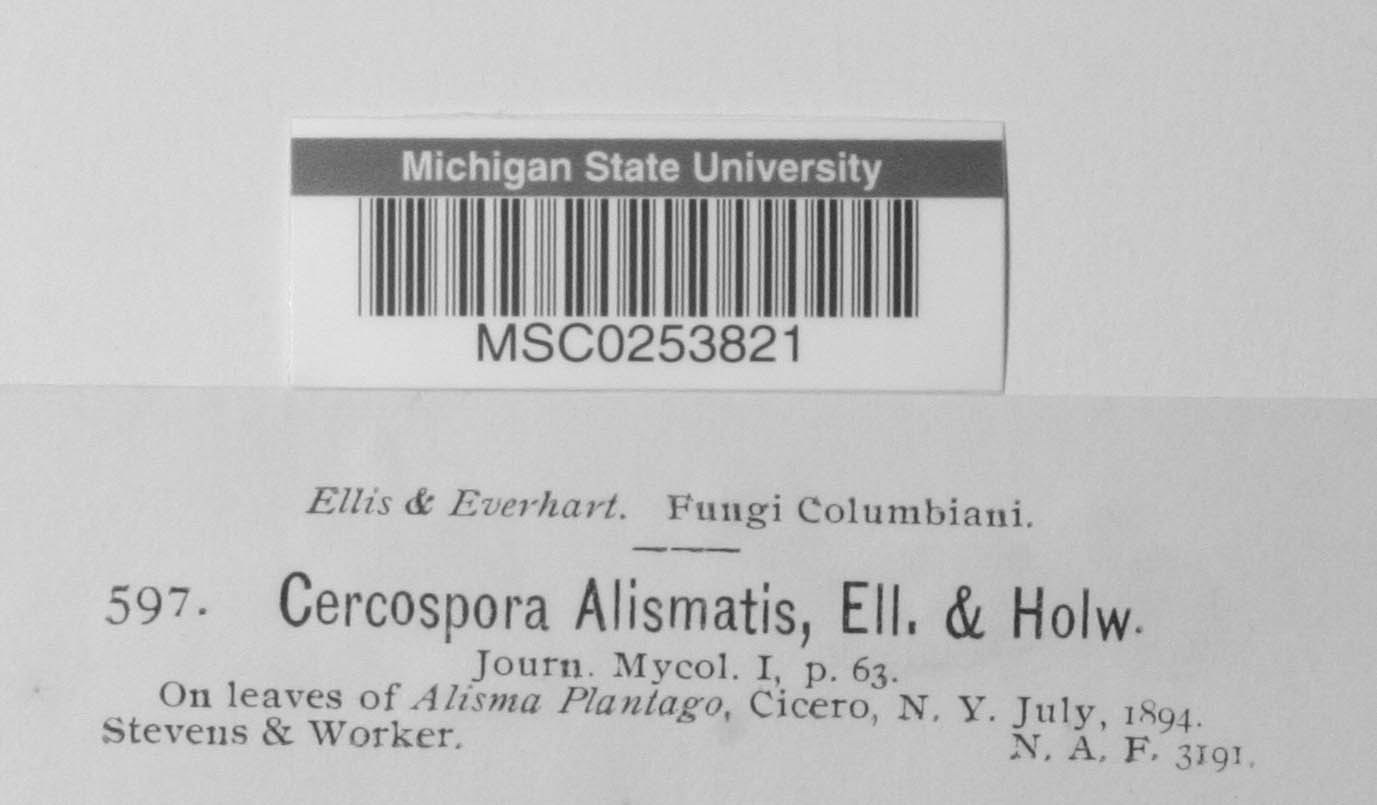 Michigan State University
MSC0253821
Ellis & Everhart. Fungi Columbiani.
597. Cercospora Alismatis, Ell. & Holw.
Journ. Mycol. I, p. 63.
On leaves of Alisma Plantago, Cicero, N. Y. July, 1894.
Stevens & Worker. N. A. F. 3191.